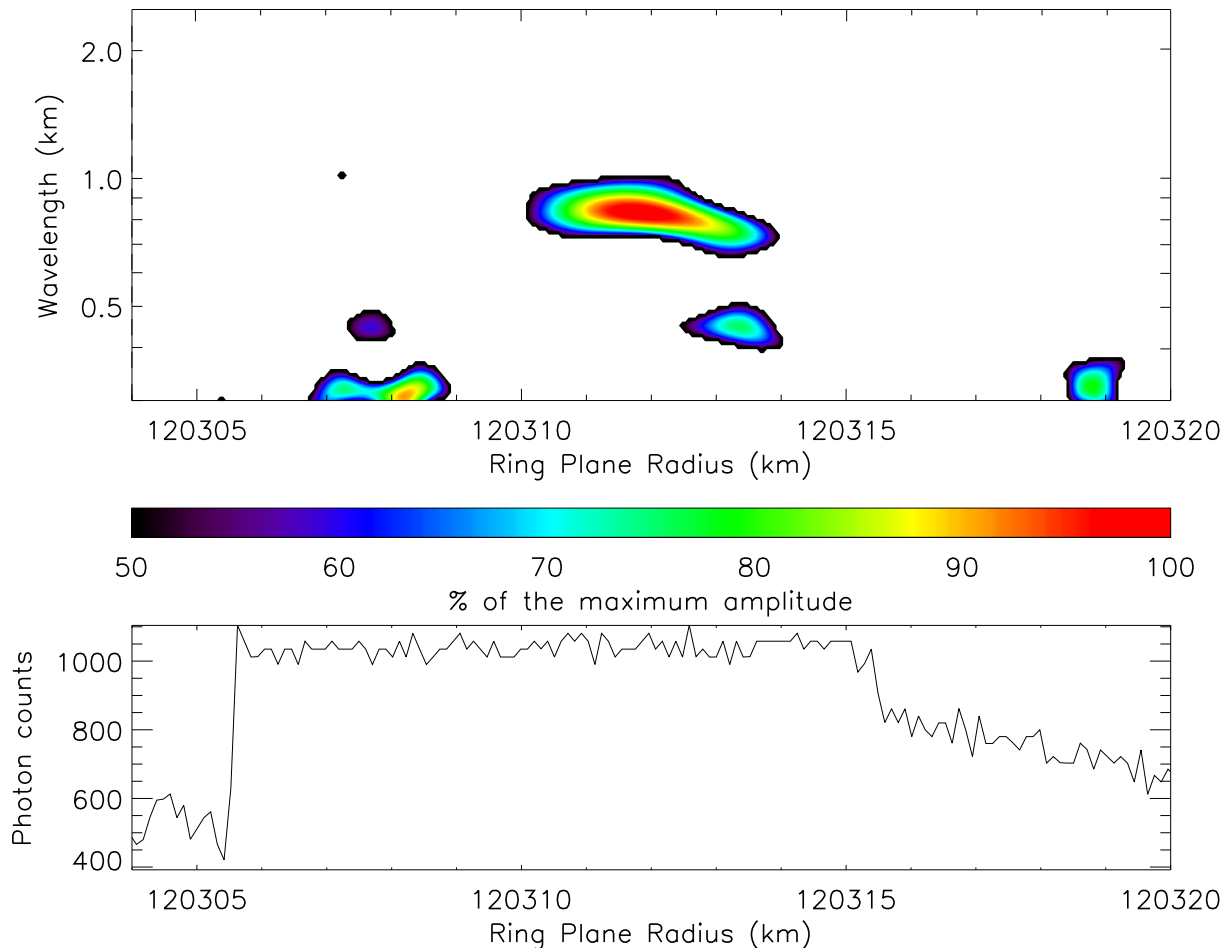 2.0
1.0
0.5
Wavelength (km)
120305 120310 120315 120320
Ring Plane Radius (km)
50 60 70 80 90 100
% of the maximum amplitude
1000
800
600
400
Photon counts
120305 120310 120315 120320
Ring Plane Radius (km)